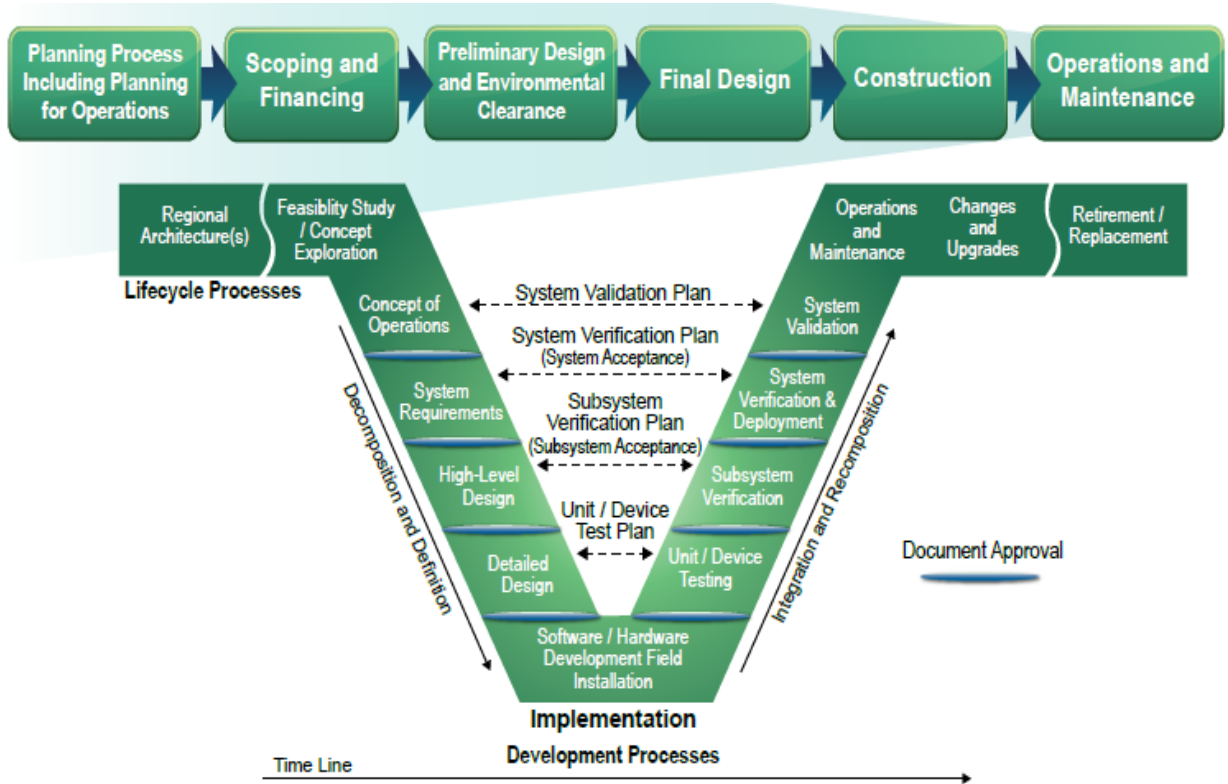 Planning Process
Including Planning
for Operations
Scoping and
Financing
Preliminary Design
and Environmental
Clearance
Final Design
Construction
Operations and
Maintenance
Regional
Architecture(s)
Feasiblity Study
/ Concept
Exploration
Operations
and
Maintenance
Changes
and
Upgrades
Retirement /
Replacement
Lifecycle Processes
Concept of
Operations
System Validation Plan
System
Validation
System Verification Plan
(System Acceptance)
System
Requirements
System
Verification &
Deployment
Subsystem
Verification Plan
(Subsystem Acceptance)
High-Level
Design
Subsystem
Verification
Unit / Device
Test Plan
Detailed
Design
Unit / Device
Testing
Decomposition and Definition
Integration and Recomposition
Document Approval
Software / Hardware
Development Field
Installation
Implementation
Development Processes
Time Line